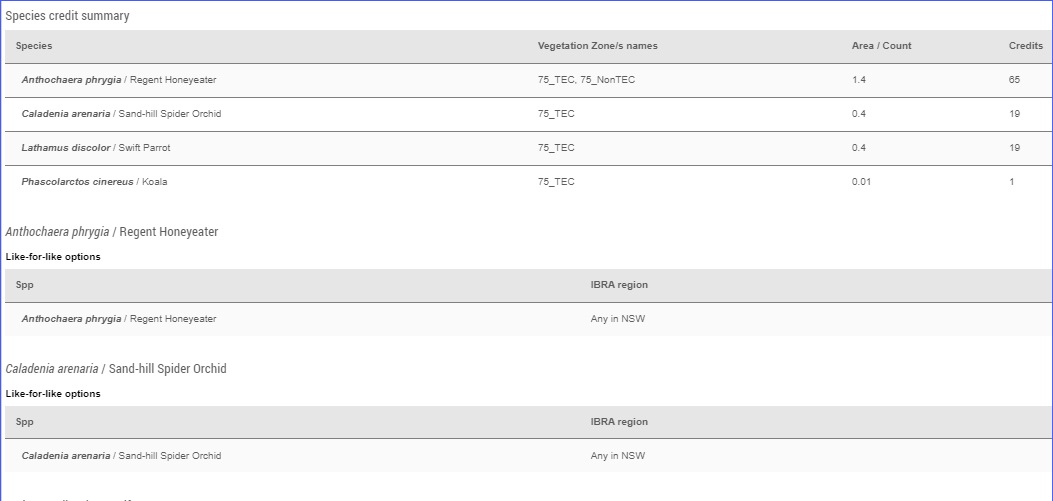 Species credit summary
Species Vegetation Zone/s names Area / Count Credits
Anthochaera phrygia / Regent Honeyeater 75_TEC, 75_NonTEC 1.4 65
Caladenia arenaria / Sand-hill Spider Orchid 75_TEC 0.4 19
Lathamus discolor / Swift Parrot 75_TEC 0.4 19
Phascolarctos cinereus / Koala 75_TEC 0.01 1
Anthochaera phrygia / Regent Honeyeater
Like-for-like options
Spp IBRA region
Anthochaera phrygia / Regent Honeyeater Any in NSW
Caladenia arenaria / Sand-hill Spider Orchid
Like-for-like options
Spp IBRA region
Caladenia arenaria / Sand-hill Spider Orchid Any in NSW